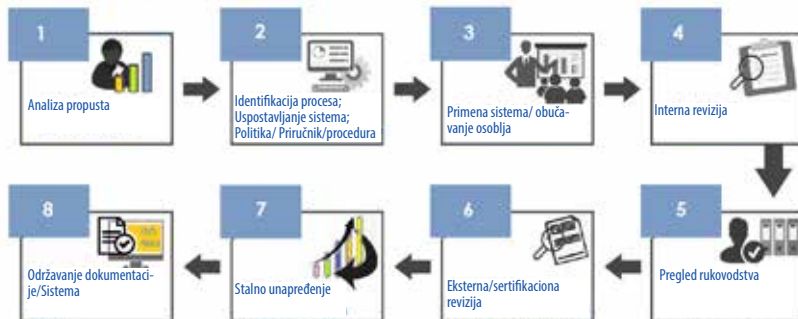 1
Analiza propusta
2
Identifikacija procesa;
Uspostavljanje sistema;
Politika/ Priručnik/procedura
3
Primena sistema/ obuča-
vanje osoblja
4
Interna revizija
5
Pregled rukovodstva
6
Eksterna/sertifikaciona
revizija
7
Stalno unapređenje
8
Održavanje dokumentaci-
je/Sistema